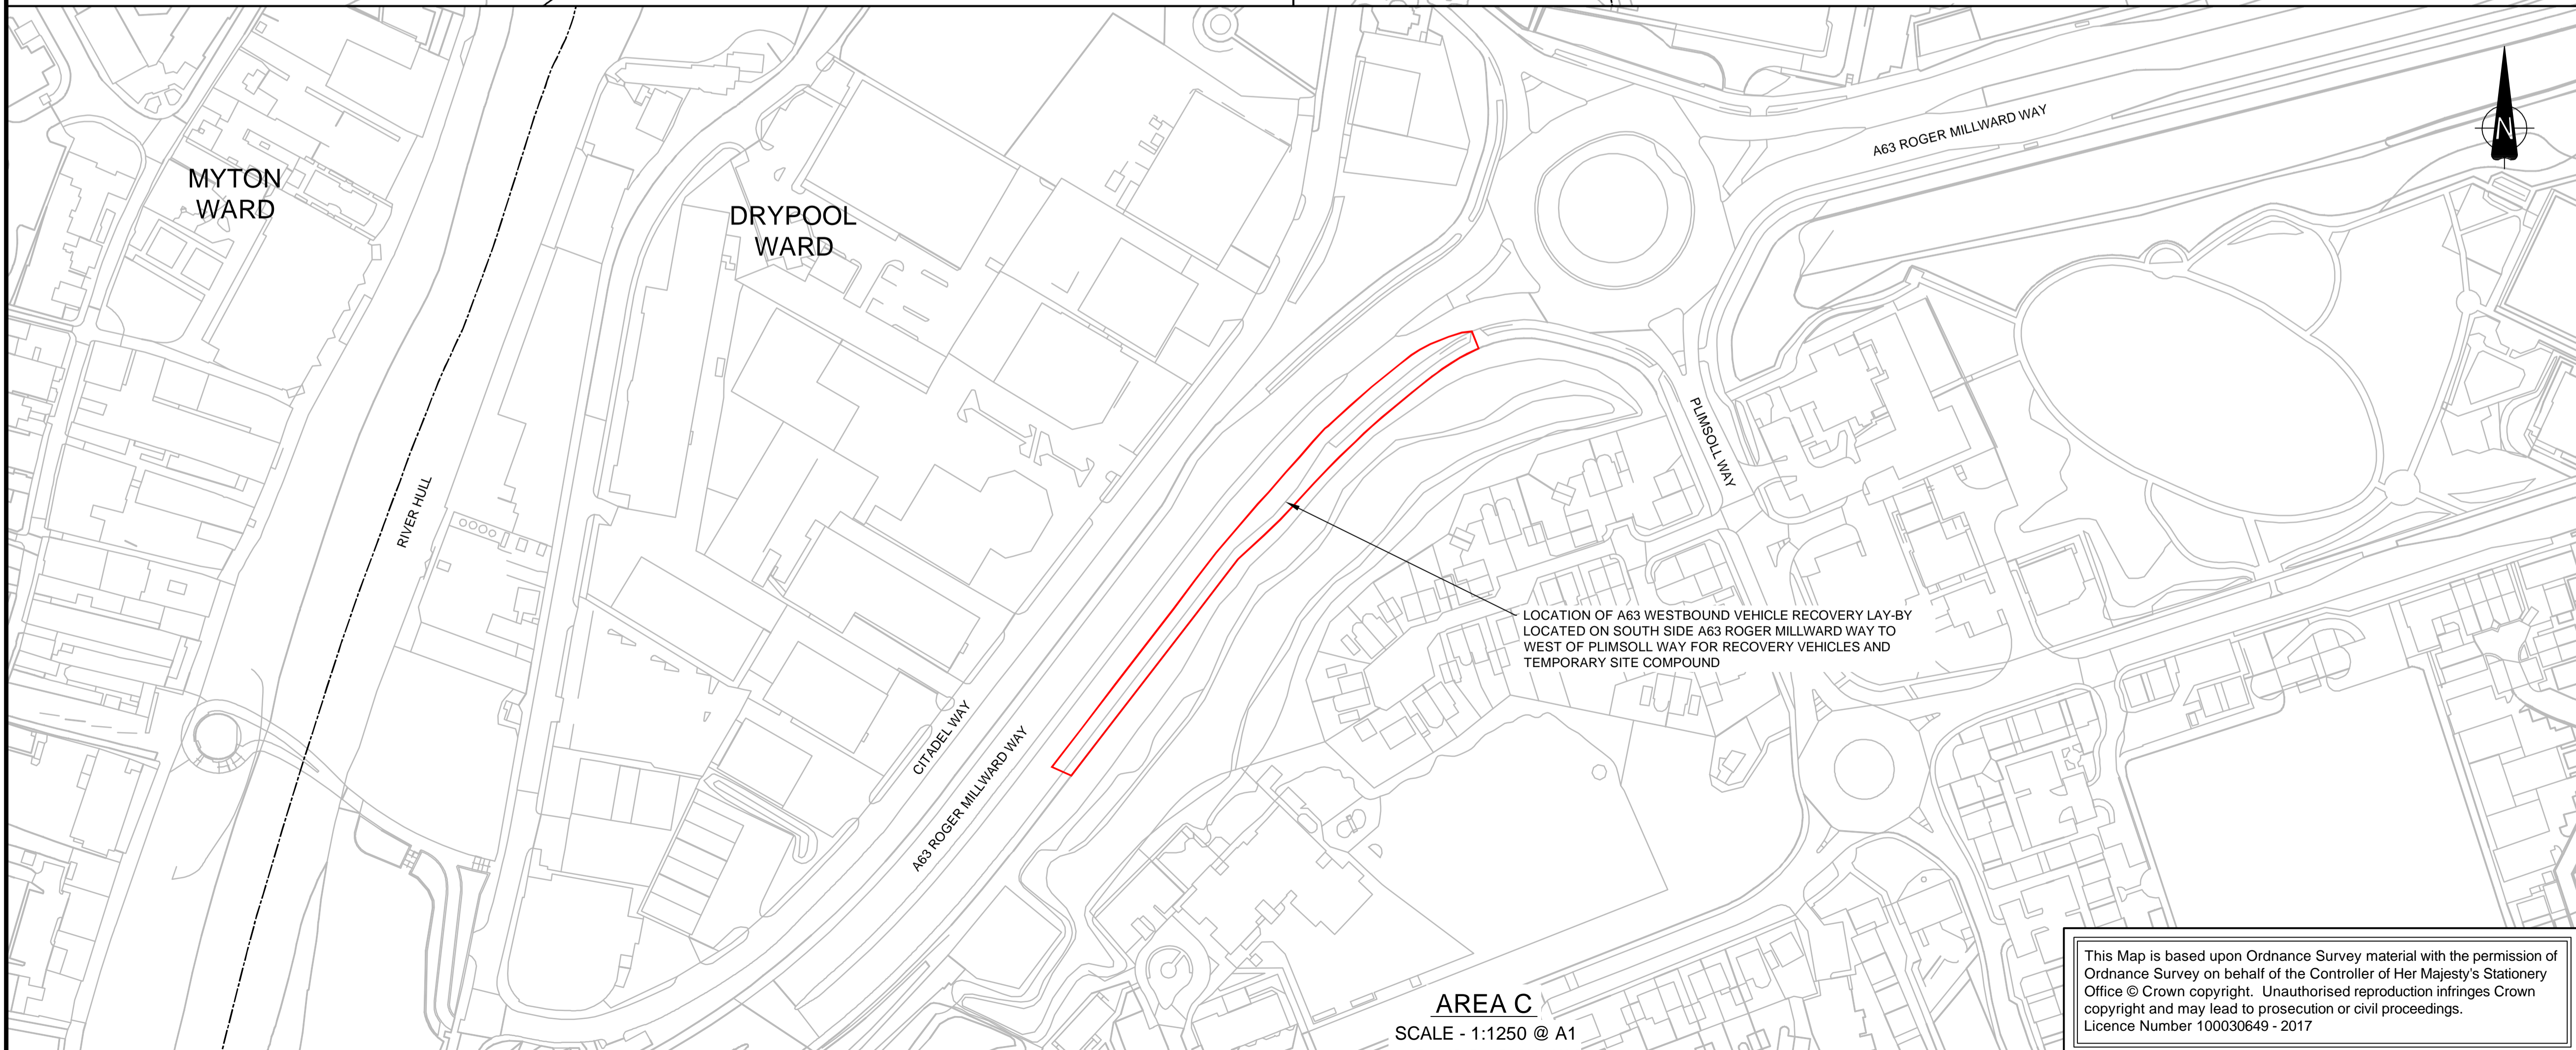 MYTON
WARD
DRYPOOL
WARD
A63 ROGER MILLWARD WAY
N
RIVER HULL
PLIMSOLL WAY
LOCATION OF A63 WESTBOUND VEHICLE RECOVERY LAY-BY
LOCATED ON SOUTH SIDE A63 ROGER MILLWARD WAY TO
WEST OF PLIMSOLL WAY FOR RECOVERY VEHICLES AND
TEMPORARY SITE COMPOUND
CITADEL WAY
A63 ROGER MILLWARD WAY
AREA C
SCALE - 1:1250 @ A1
This Map is based upon Ordnance Survey material with the permission of
Ordnance Survey on behalf of the Controller of Her Majesty's Stationery
Office © Crown copyright. Unauthorised reproduction infringes Crown
copyright and may lead to prosecution or civil proceedings.
Licence Number 100030649 - 2017